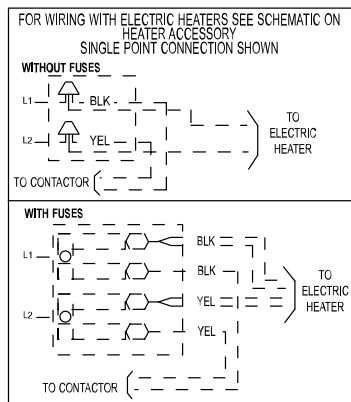 FOR WIRING WITH ELECTRIC HEATERS SEE SCHEMATIC ON
HEATER ACCESSORY
SINGLE POINT CONNECTION SHOWN
WITHOUT FUSES
L1
BLK
L2
YEL
TO
ELECTRIC
HEATER
TO CONTACTOR
WITH FUSES
L1
BLK
BLK
L2
YEL
YEL
TO
ELECTRIC
HEATER
TO CONTACTOR